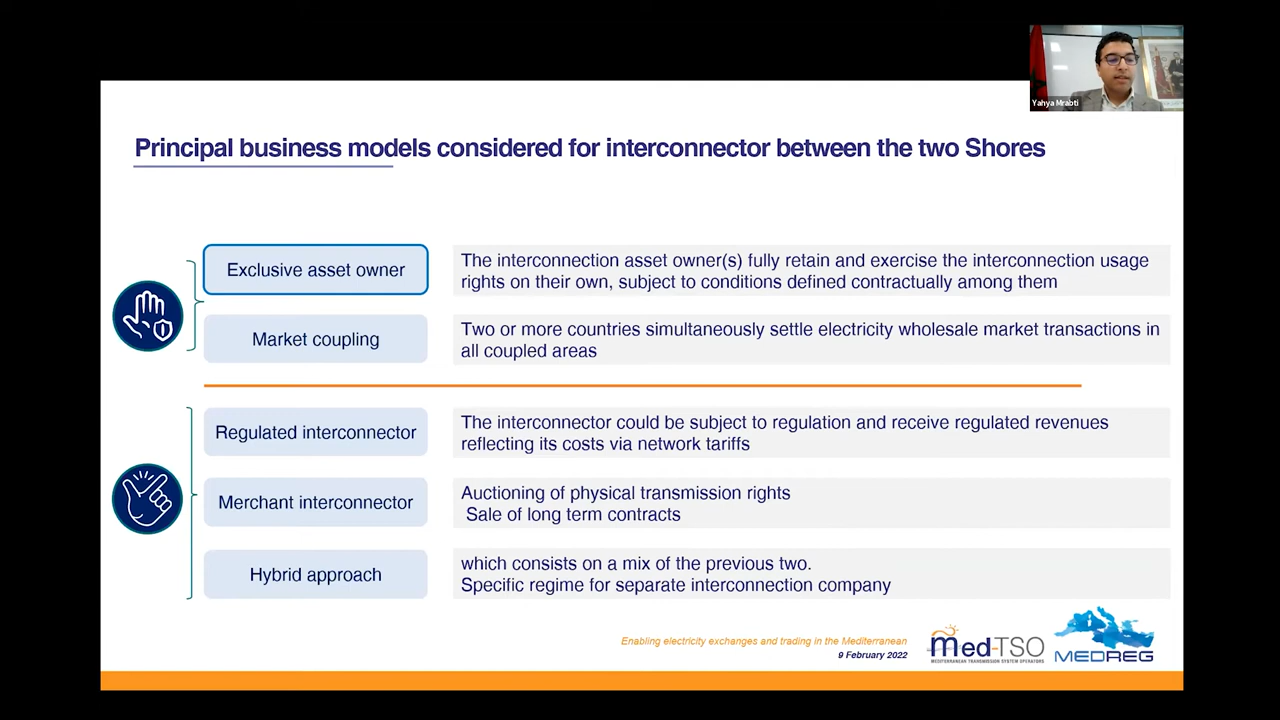 Yahya Mrabti
Principal business models considered for interconnector between the two Shores
Exclusive asset owner
The interconnection asset owner(s) fully retain and exercise the interconnection usage
rights on their own, subject to conditions defined contractually among them
Market coupling
Two or more countries simultaneously settle electricity wholesale market transactions in
all coupled areas
Regulated interconnector
The interconnector could be subject to regulation and receive regulated revenues
reflecting its costs via network tariffs
Merchant interconnector
Auctioning of physical transmission rights
Sale of long term contracts
Hybrid approach
which consists on a mix of the previous two.
Specific regime for separate interconnection company
Enabling electricity exchanges and trading in the Mediterranean
9 February 2022
Med-TSO
MEDITERRANEAN TRANSMISSION SYSTEM OPERATORS
MEDREG